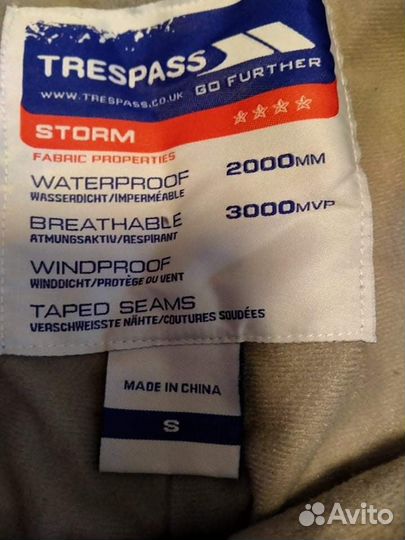 TRESPASS
WWW.TRESPASS.CO.UK GO FURTHER
STORM
FABRIC PROPERTIES
WATERPROOF 2000MM
WASSERDICHT/IMPERMÉABLE
BREATHABLE 3000MVP
ATMUNGSAKTIV/RESPIRANT
WINDPROOF
WINDDICHT/PROTÈGE DU VENT
TAPED SEAMS
VERSCHWEISSTE NÄHTE/COUTURES SOUDÉES
MADE IN CHINA
S
Avito